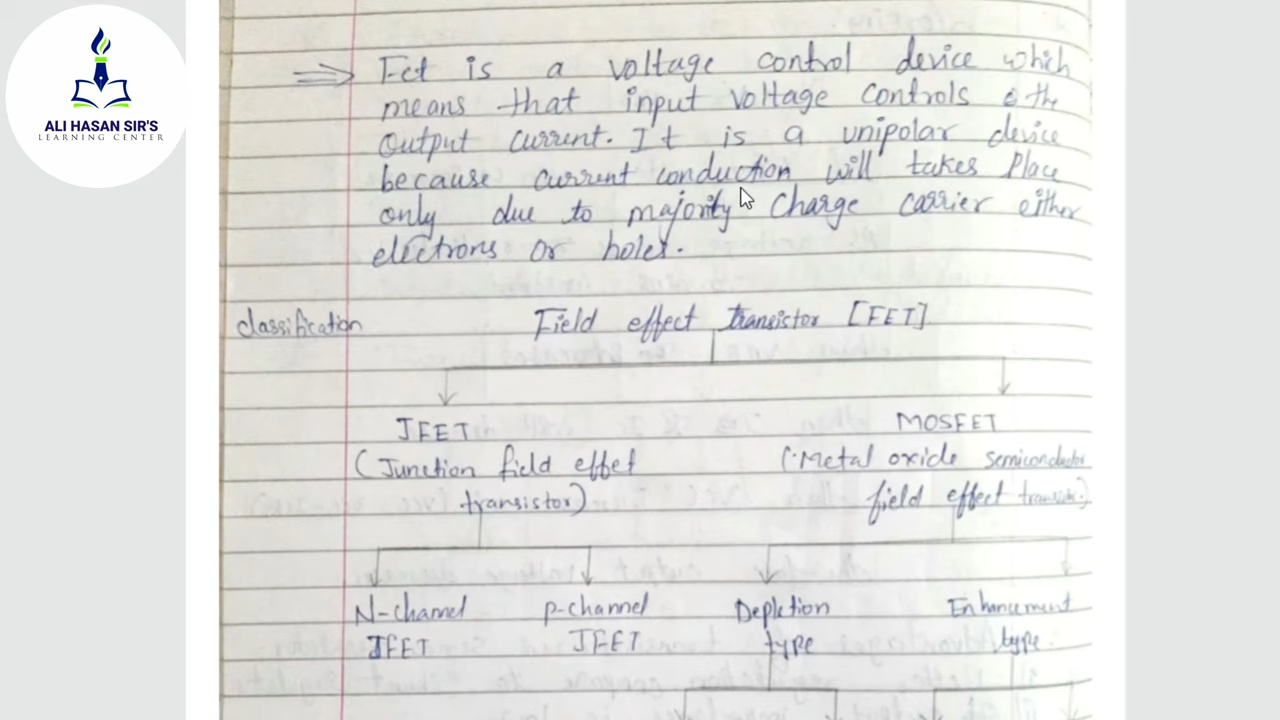 ALI HASAN SIR'S
LEARNING CENTER
⇒ Fet is a voltage control device which
means that input voltage controls the
output current. It is a unipolar device
because current conduction will takes place
only due to majority charge carrier either
electrons or holes.
classification Field effect transistor [FET]
JFET MOSFET
(Junction field effet (Metal oxide semiconductor
transistor) field effect transistor)
N-channel p-channel Depletion Enhancement
JFET JFET type type